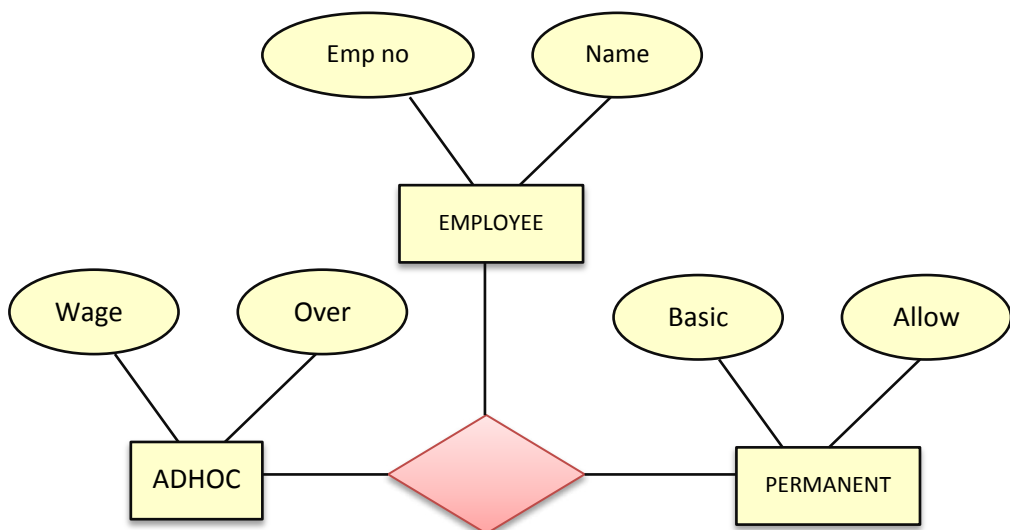 Emp no
Name
EMPLOYEE
Wage
Over
Basic
Allow
ADHOC
PERMANENT